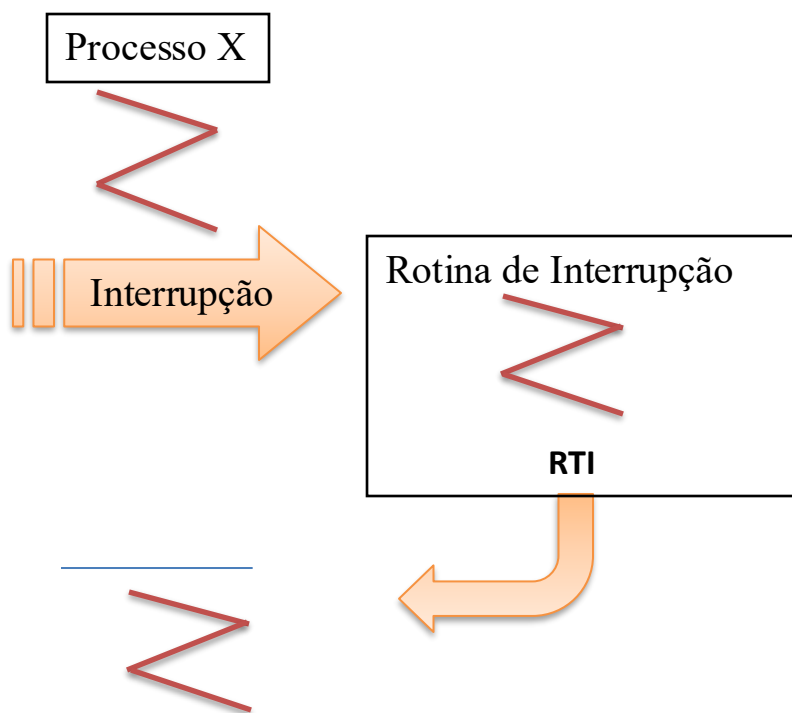 Processo X
Interrupção
Rotina de Interrupção
RTI